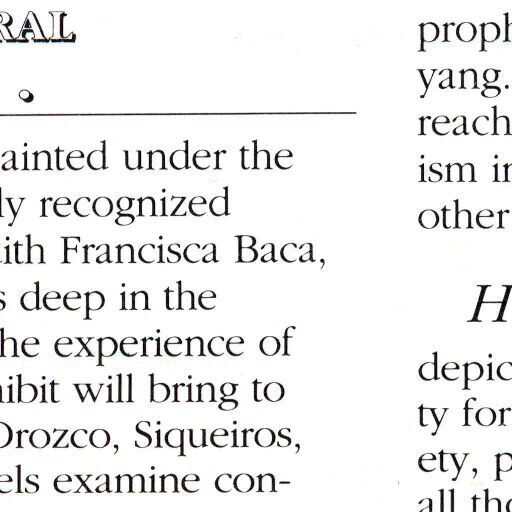 RAL
ainted under the
ly recognized
ith Francisca Baca,
s deep in the
he experience of
ibit will bring to
Orozco, Siqueiros,
els examine con-
proph
yang.
reach
ism in
other
H
depic
ty for
ety, p
all tho